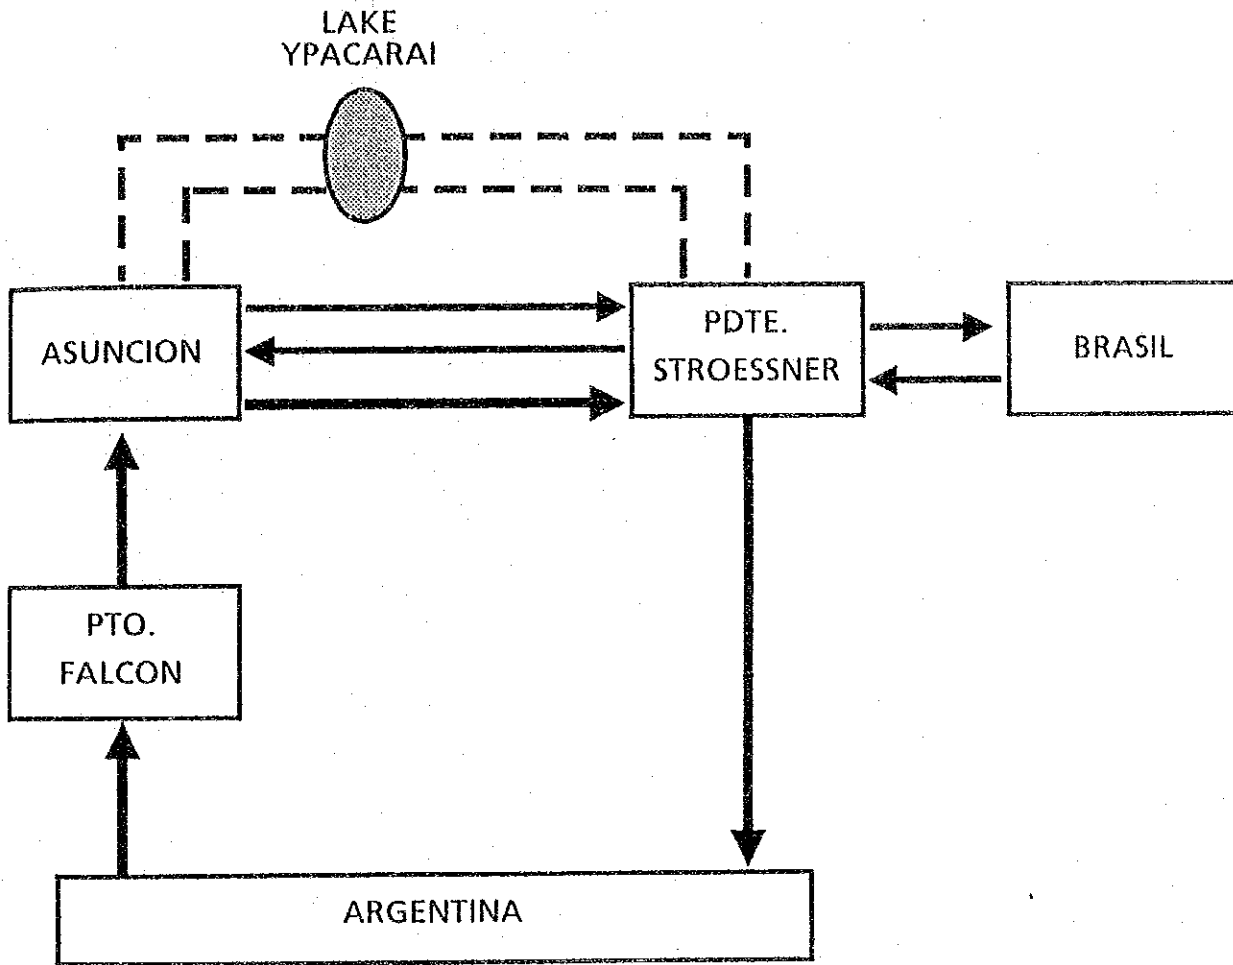 LAKE
YPACARAI
ASUNCION
PDTE.
STROESSNER
BRASIL
PTO.
FALCON
ARGENTINA